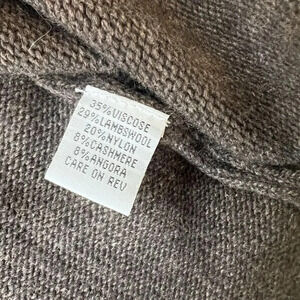 35%VISCOSE
29%LAMBSWOOL
20%NYLON
8%CASHMERE
8%ANGORA
CARE ON REV